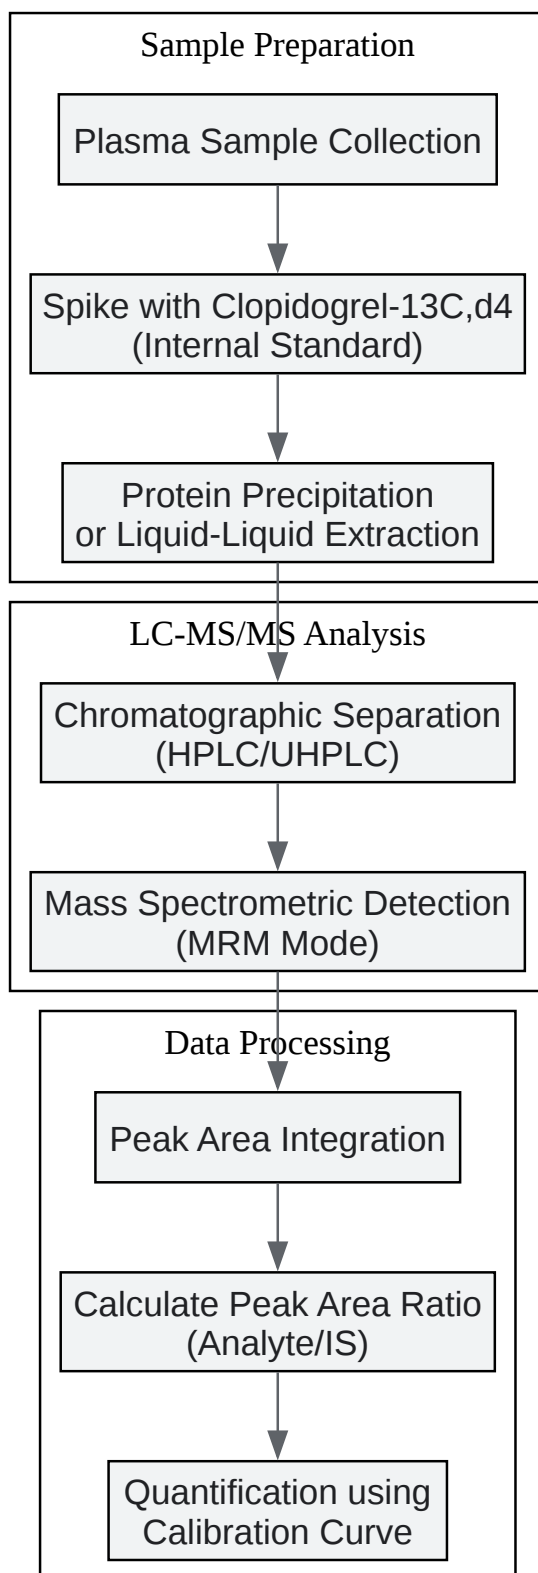 Sample Preparation
Plasma Sample Collection
Spike with Clopidogrel-13C,d4
(Internal Standard)
Protein Precipitation
or Liquid-Liquid Extraction
LC-MS/MS Analysis
Chromatographic Separation
(HPLC/UHPLC)
Mass Spectrometric Detection
(MRM Mode)
Data Processing
Peak Area Integration
Calculate Peak Area Ratio
(Analyte/IS)
Quantification using
Calibration Curve